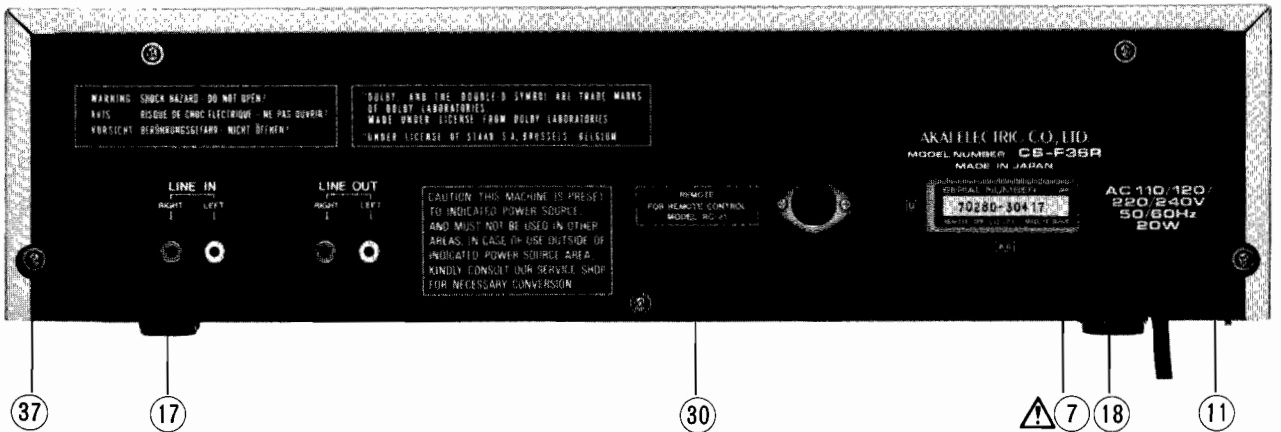 WARNING SHOCK HAZARD - DO NOT OPEN!
AVIS RISQUE DE CHOC ELECTRIQUE - NE PAS OUVRIR!
VORSICHT BERÜHRUNGSGEFAHR - NICHT ÖFFNEN!
"DOLBY" AND THE DOUBLE-D SYMBOL ARE TRADE MARKS
OF DOLBY LABORATORIES.
MADE UNDER LICENSE FROM DOLBY LABORATORIES
"UNDER LICENSE OF STAAR S.A. BRUSSELS BELGIUM
AKAI ELECTRIC CO., LTD.
MODEL NUMBER CS-F36R
MADE IN JAPAN
LINE IN
RIGHT LEFT
LINE OUT
RIGHT LEFT
CAUTION: THIS MACHINE IS PRESET
TO INDICATED POWER SOURCE,
AND MUST NOT BE USED IN OTHER
AREAS. IN CASE OF USE OUTSIDE OF
INDICATED POWER SOURCE AREA,
KINDLY CONSULT OUR SERVICE SHOP
FOR NECESSARY CONVERSION
REMOTE
FOR REMOTE CONTROL
MODEL RC-21
SERIAL NUMBER
70280-30417
AC 110/120/
220/240V
50/60Hz
20W
37
17
30
7
18
11